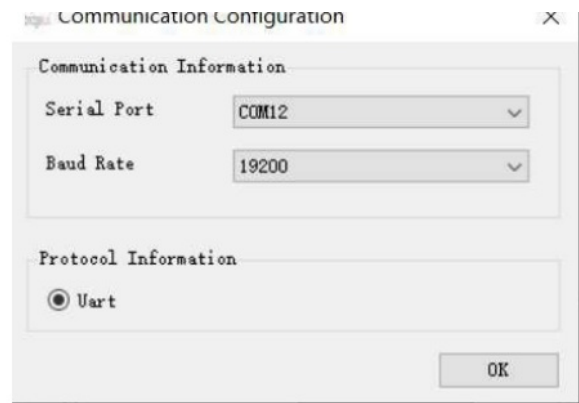 Communication Configuration
Communication Information
Serial Port
COM12
Baud Rate
19200
Protocol Information
Uart
OK